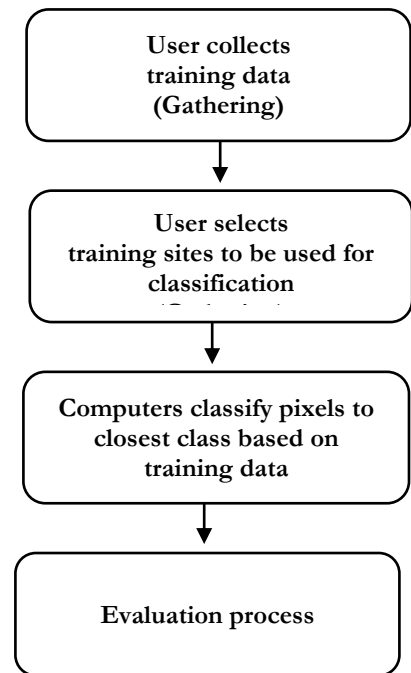 User collects
training data
(Gathering)
User selects
training sites to be used for
classification
Computers classify pixels to
closest class based on
training data
Evaluation process